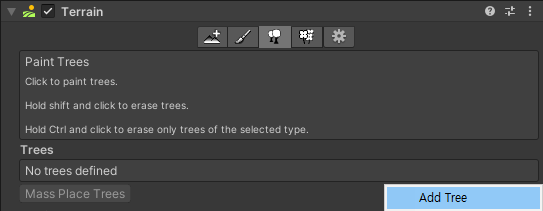 Terrain
Paint Trees
Click to paint trees.
Hold shift and click to erase trees.
Hold Ctrl and click to erase only trees of the selected type.
Trees
No trees defined
Mass Place Trees
Add Tree